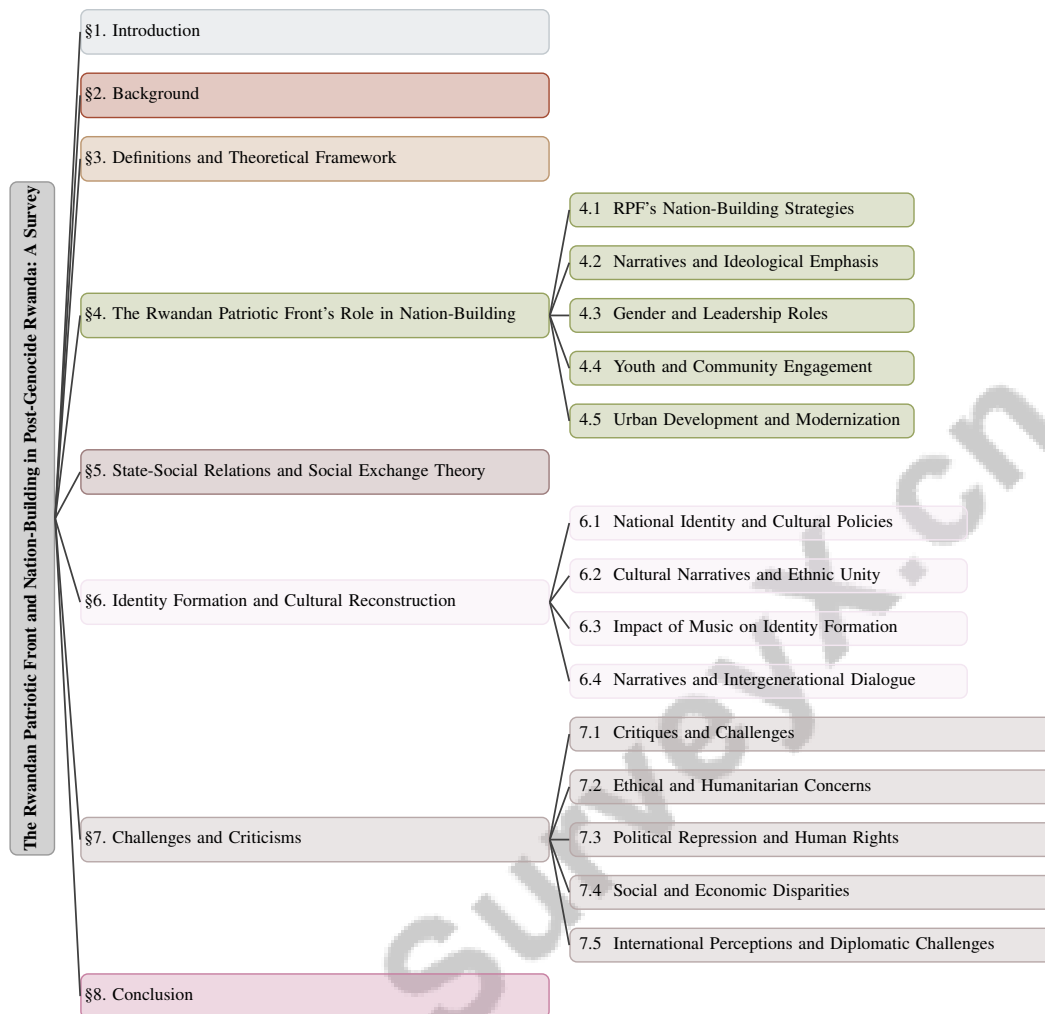 The Rwandan Patriotic Front and Nation-Building in Post-Genocide Rwanda: A Survey
§1. Introduction
§2. Background
§3. Definitions and Theoretical Framework
§4. The Rwandan Patriotic Front's Role in Nation-Building
4.1 RPF's Nation-Building Strategies
4.2 Narratives and Ideological Emphasis
4.3 Gender and Leadership Roles
4.4 Youth and Community Engagement
4.5 Urban Development and Modernization
§5. State-Social Relations and Social Exchange Theory
§6. Identity Formation and Cultural Reconstruction
6.1 National Identity and Cultural Policies
6.2 Cultural Narratives and Ethnic Unity
6.3 Impact of Music on Identity Formation
6.4 Narratives and Intergenerational Dialogue
§7. Challenges and Criticisms
7.1 Critiques and Challenges
7.2 Ethical and Humanitarian Concerns
7.3 Political Repression and Human Rights
7.4 Social and Economic Disparities
7.5 International Perceptions and Diplomatic Challenges
§8. Conclusion
SurveyX.cn